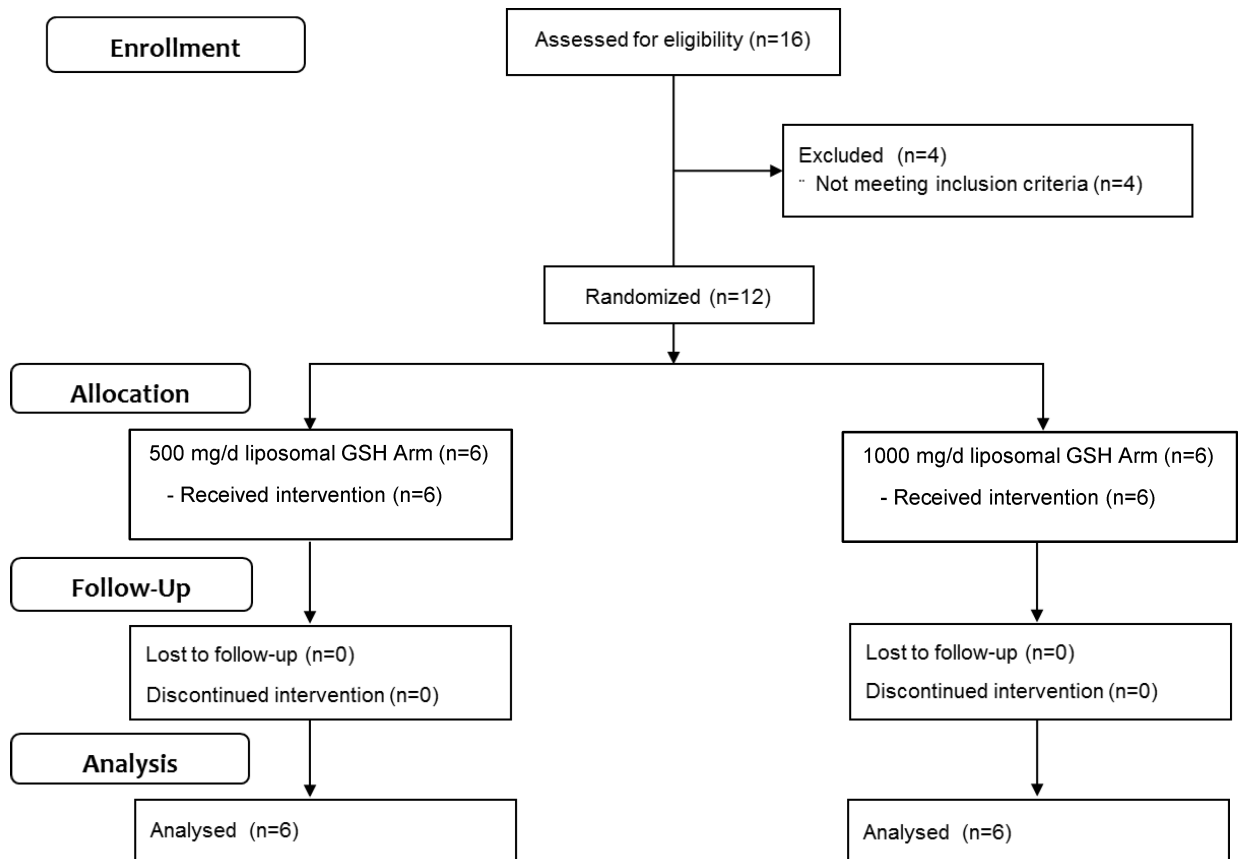 Enrollment
Assessed for eligibility (n=16)
Excluded (n=4)
¨ Not meeting inclusion criteria (n=4)
Randomized (n=12)
Allocation
500 mg/d liposomal GSH Arm (n=6)
- Received intervention (n=6)
1000 mg/d liposomal GSH Arm (n=6)
- Received intervention (n=6)
Follow-Up
Lost to follow-up (n=0)
Discontinued intervention (n=0)
Lost to follow-up (n=0)
Discontinued intervention (n=0)
Analysis
Analysed (n=6)
Analysed (n=6)